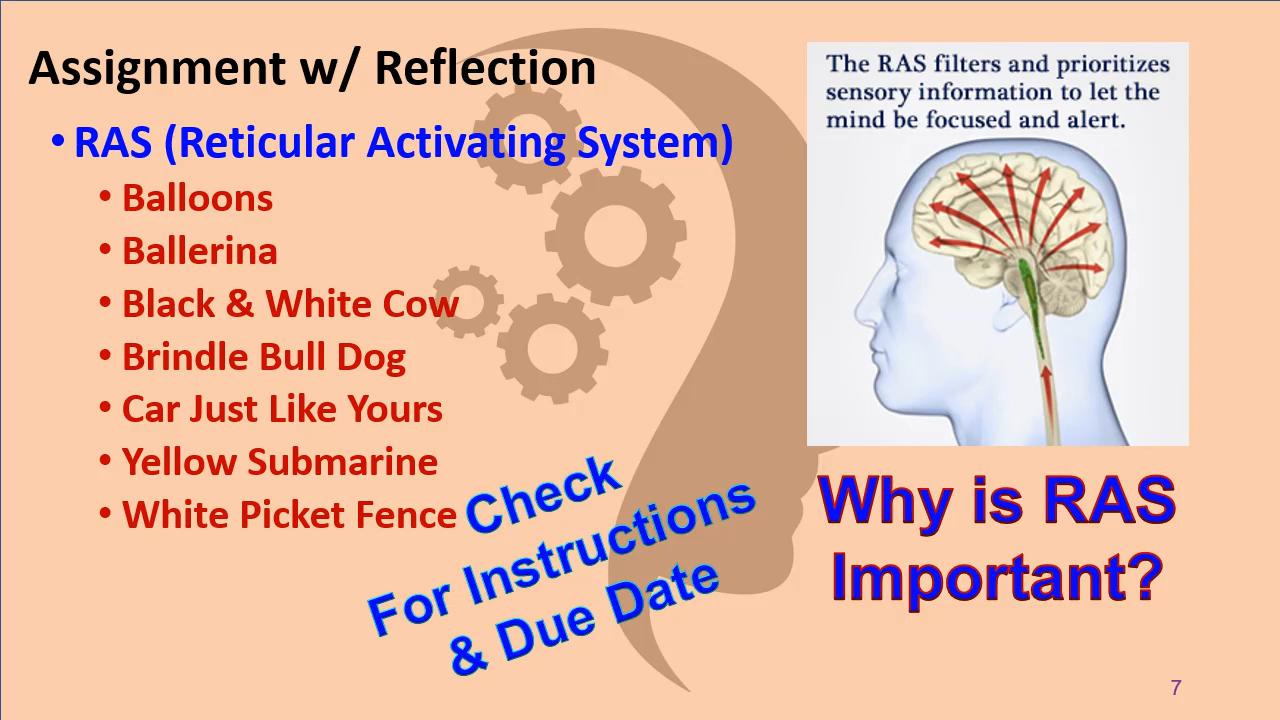 Assignment w/ Reflection
• RAS (Reticular Activating System)
• Balloons
• Ballerina
• Black & White Cow
• Brindle Bull Dog
• Car Just Like Yours
• Yellow Submarine
• White Picket Fence
Check
For Instructions
& Due Date
The RAS filters and prioritizes
sensory information to let the
mind be focused and alert.
Why is RAS
Important?
7